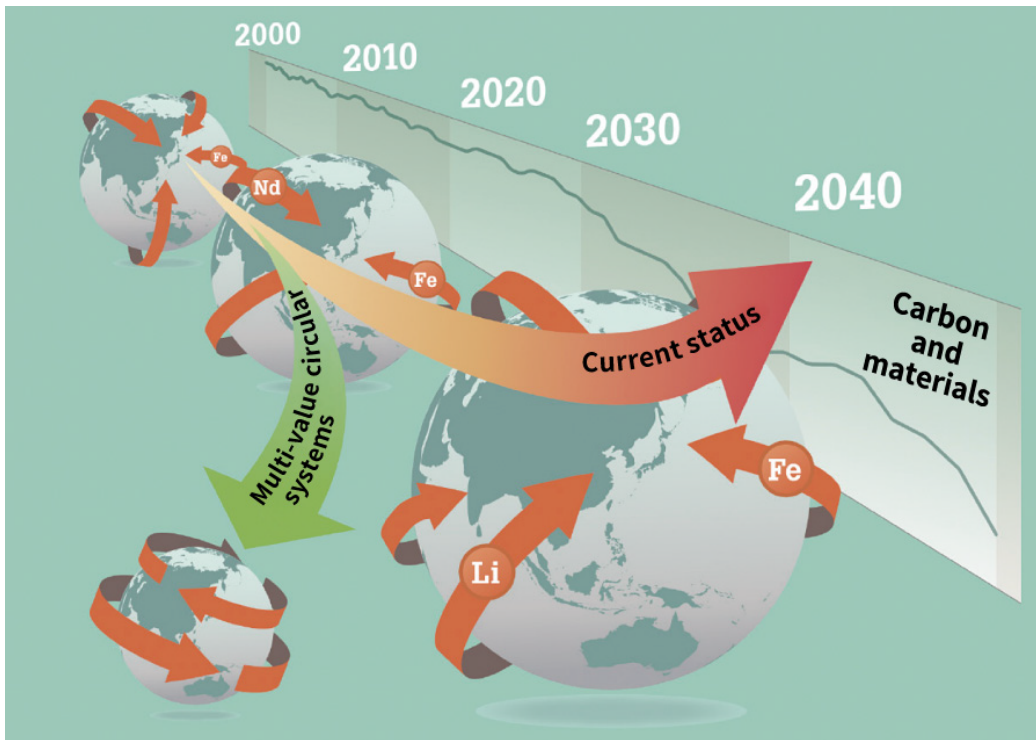 2000
2010
2020
2030
2040
Fe
Nd
Fe
Current status
Carbon
and
materials
Multi-value circular
systems
Fe
Li